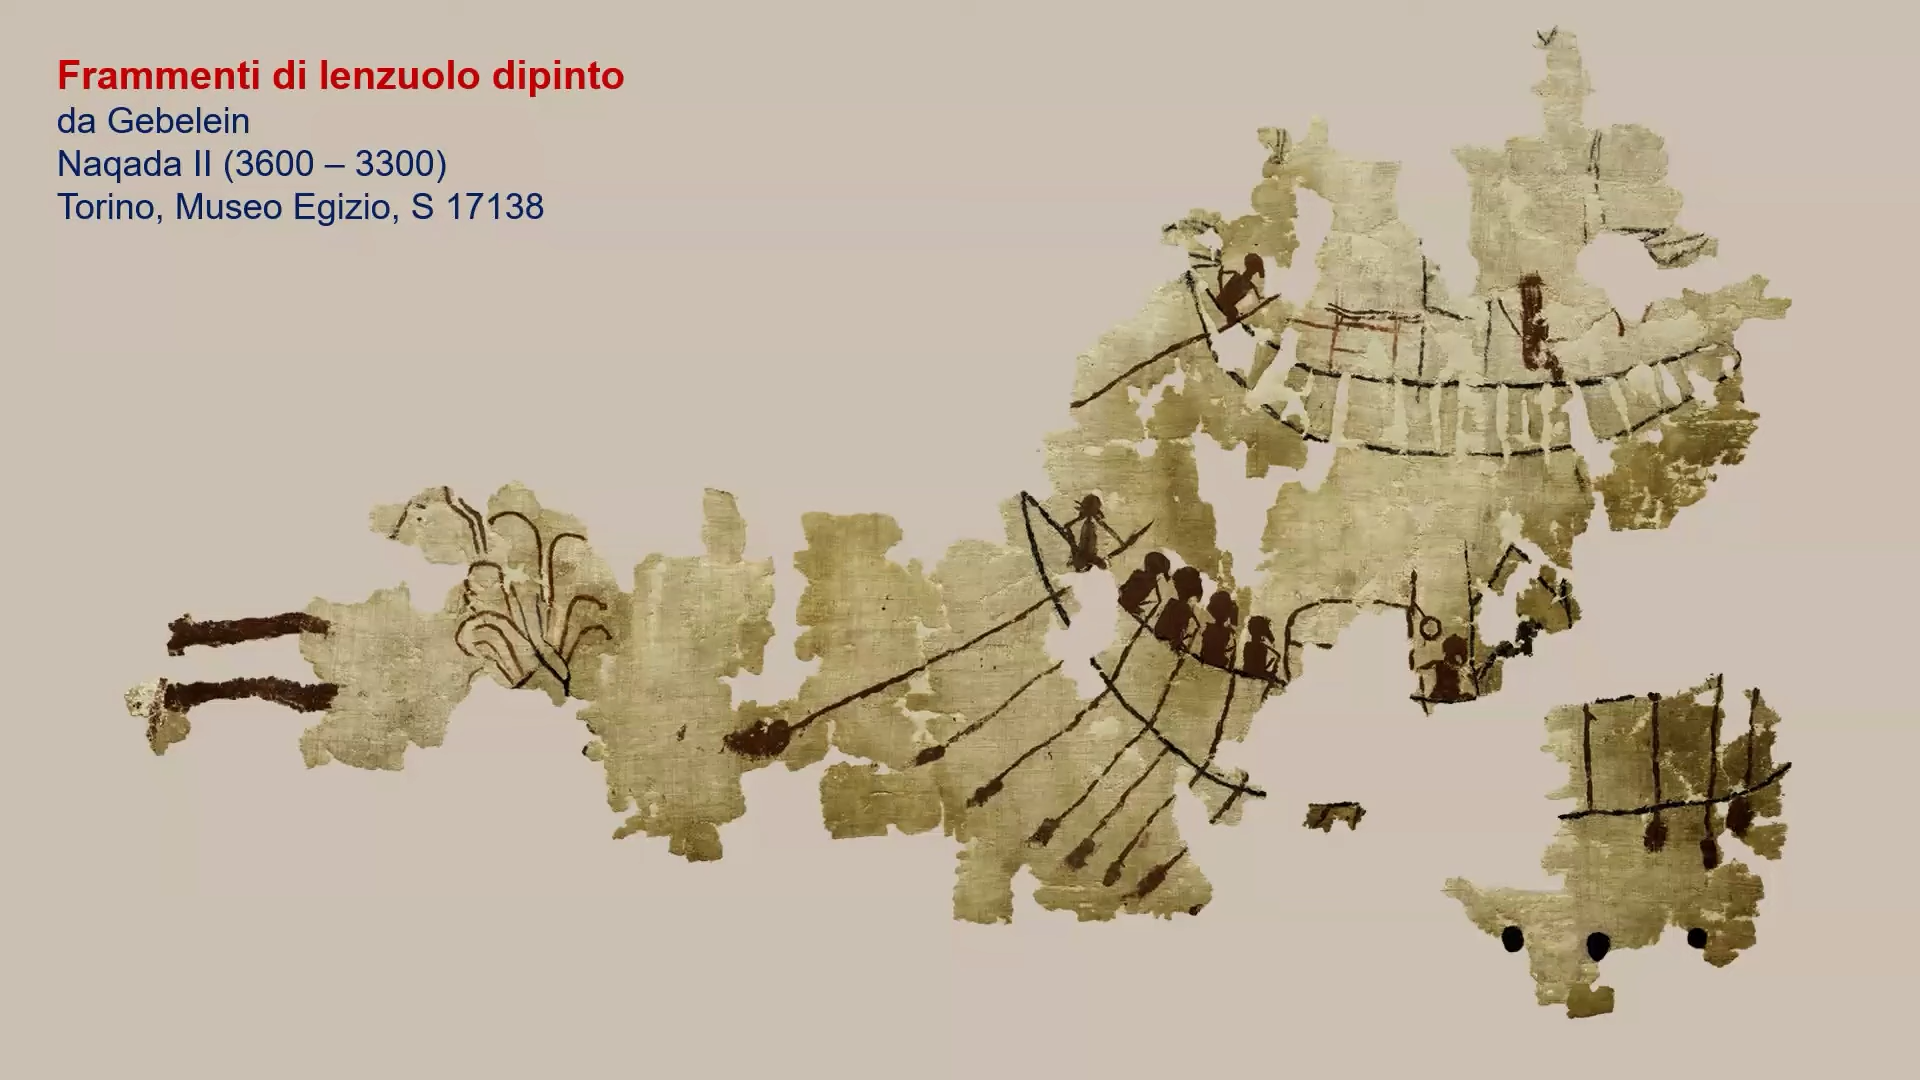 Frammenti di lenzuolo dipinto
da Gebelein
Naqada II (3600 – 3300)
Torino, Museo Egizio, S 17138